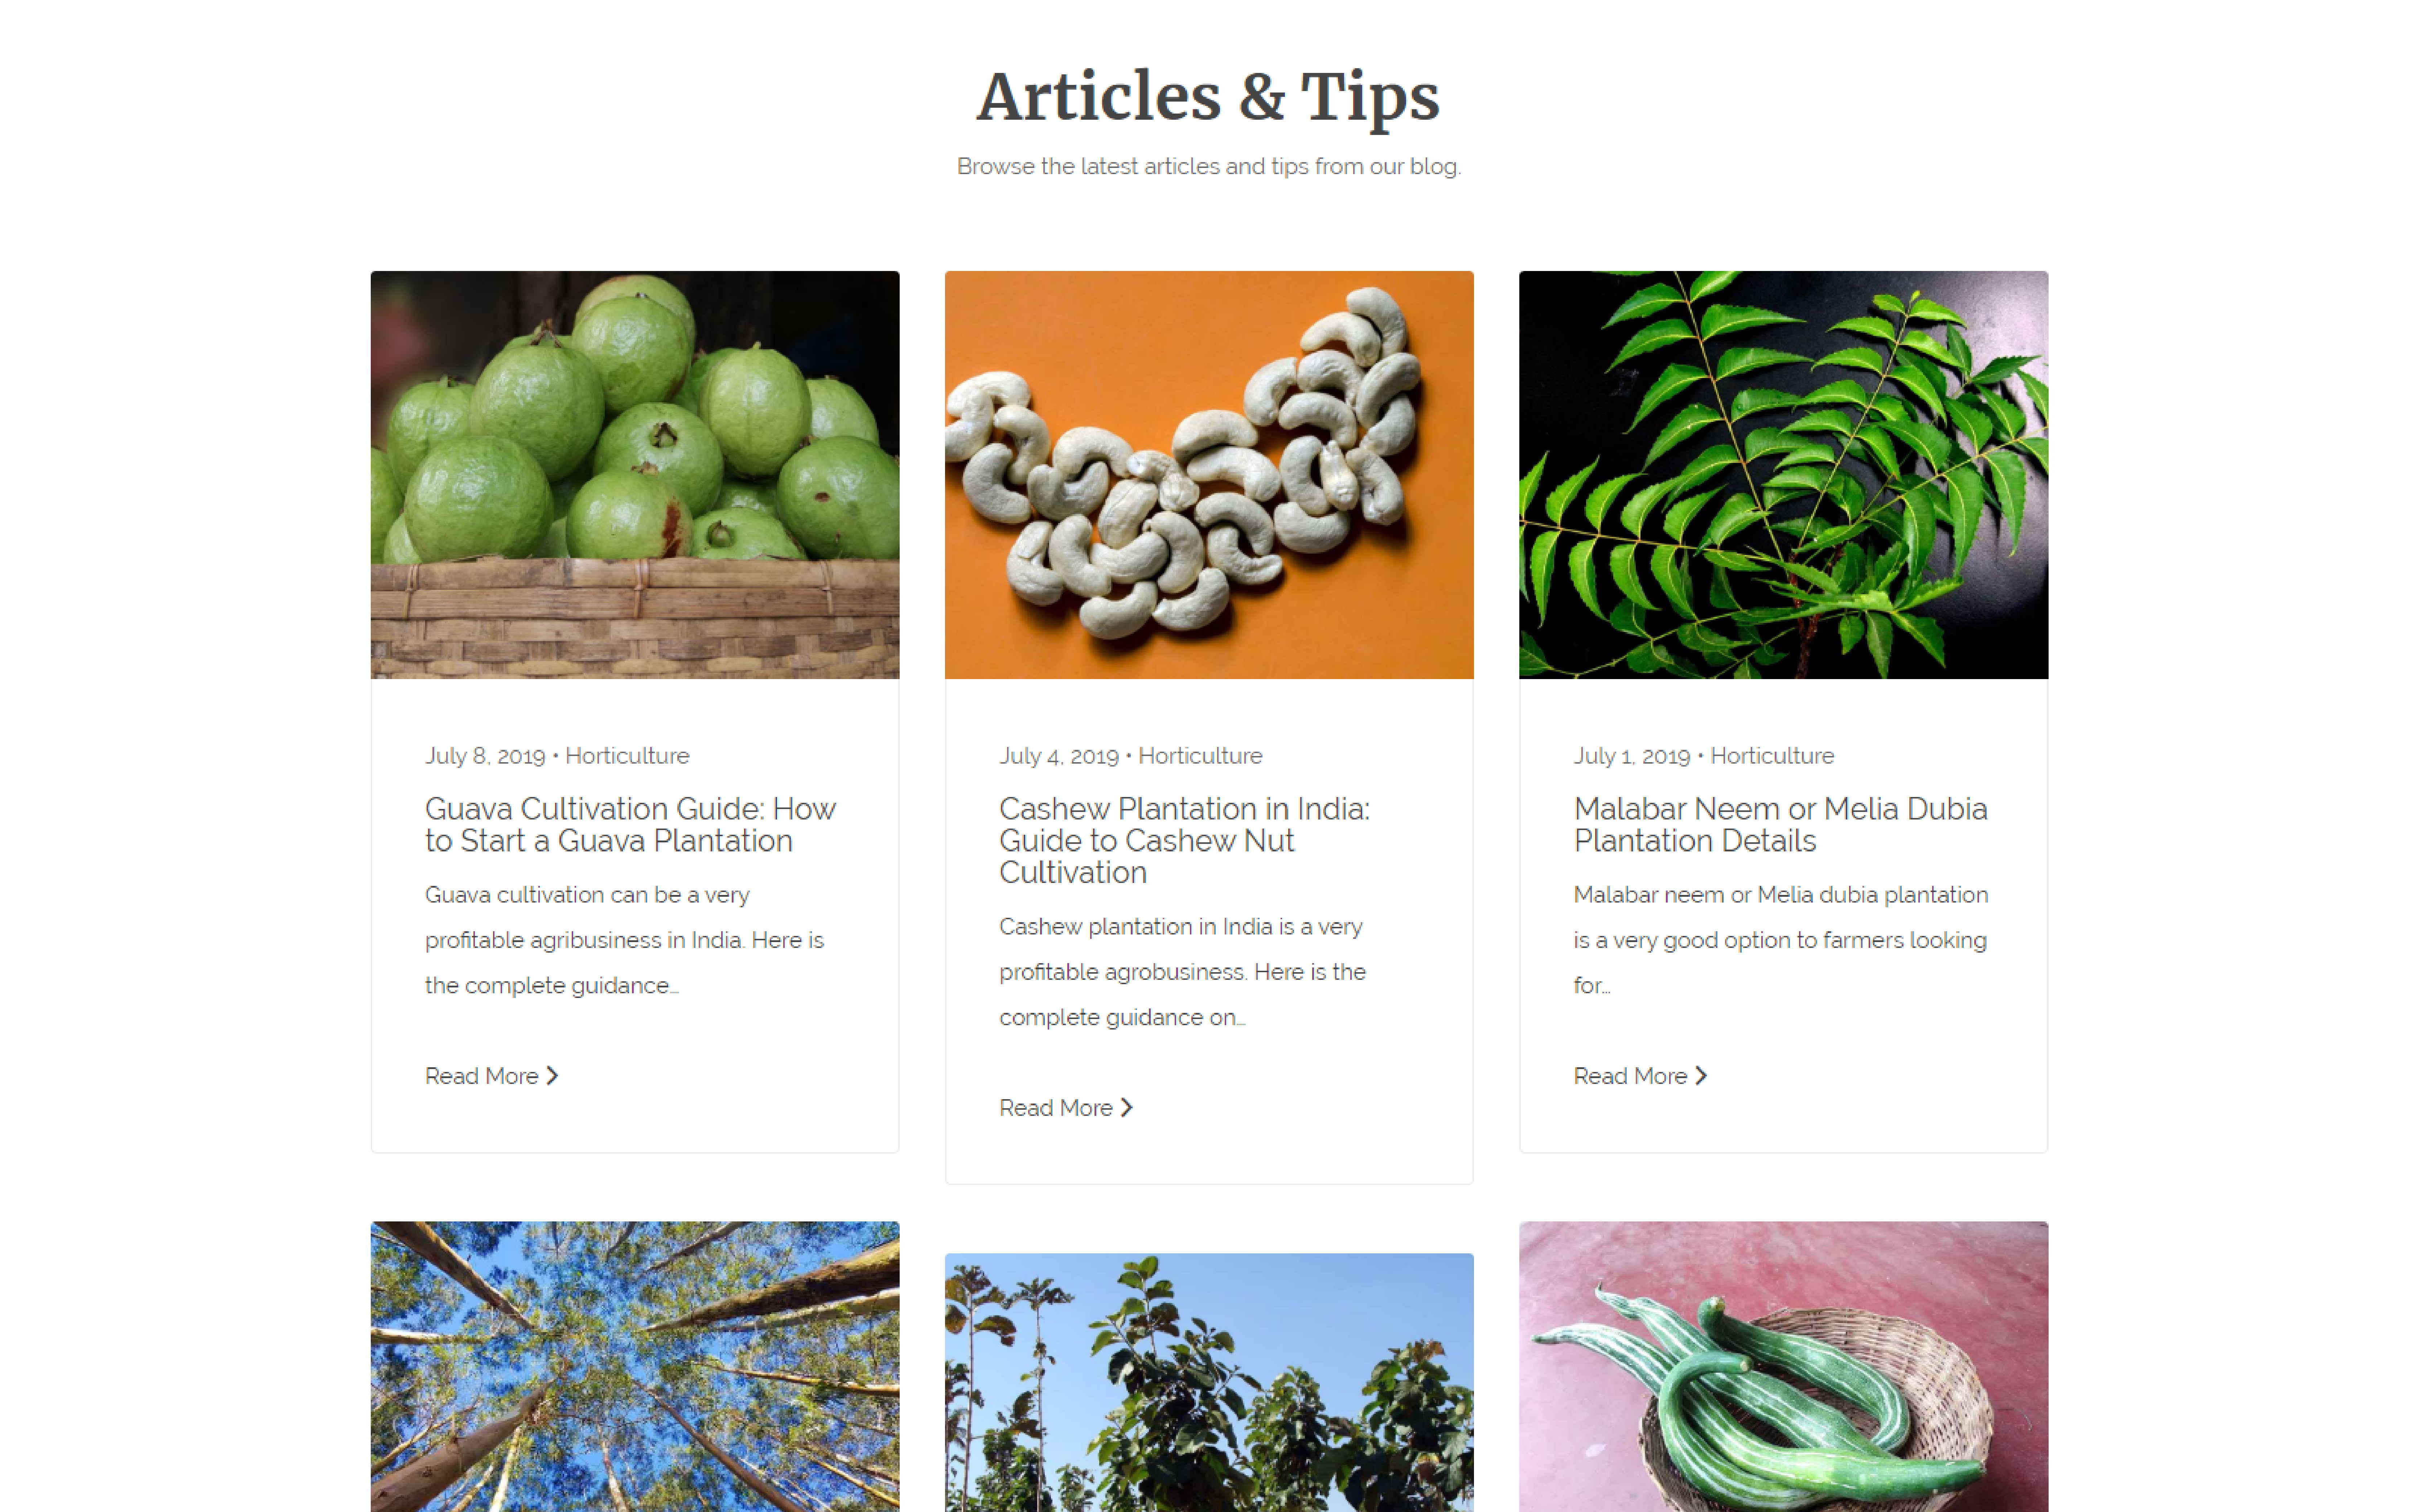 Articles & Tips
Browse the latest articles and tips from our blog.
July 8, 2019 • Horticulture
Guava Cultivation Guide: How
to Start a Guava Plantation
Guava cultivation can be a very
profitable agribusiness in India. Here is
the complete guidance…
Read More
July 4, 2019 • Horticulture
Cashew Plantation in India:
Guide to Cashew Nut
Cultivation
Cashew plantation in India is a very
profitable agrobusiness. Here is the
complete guidance on…
Read More
July 1, 2019 • Horticulture
Malabar Neem or Melia Dubia
Plantation Details
Malabar neem or Melia dubia plantation
is a very good option to farmers looking
for…
Read More